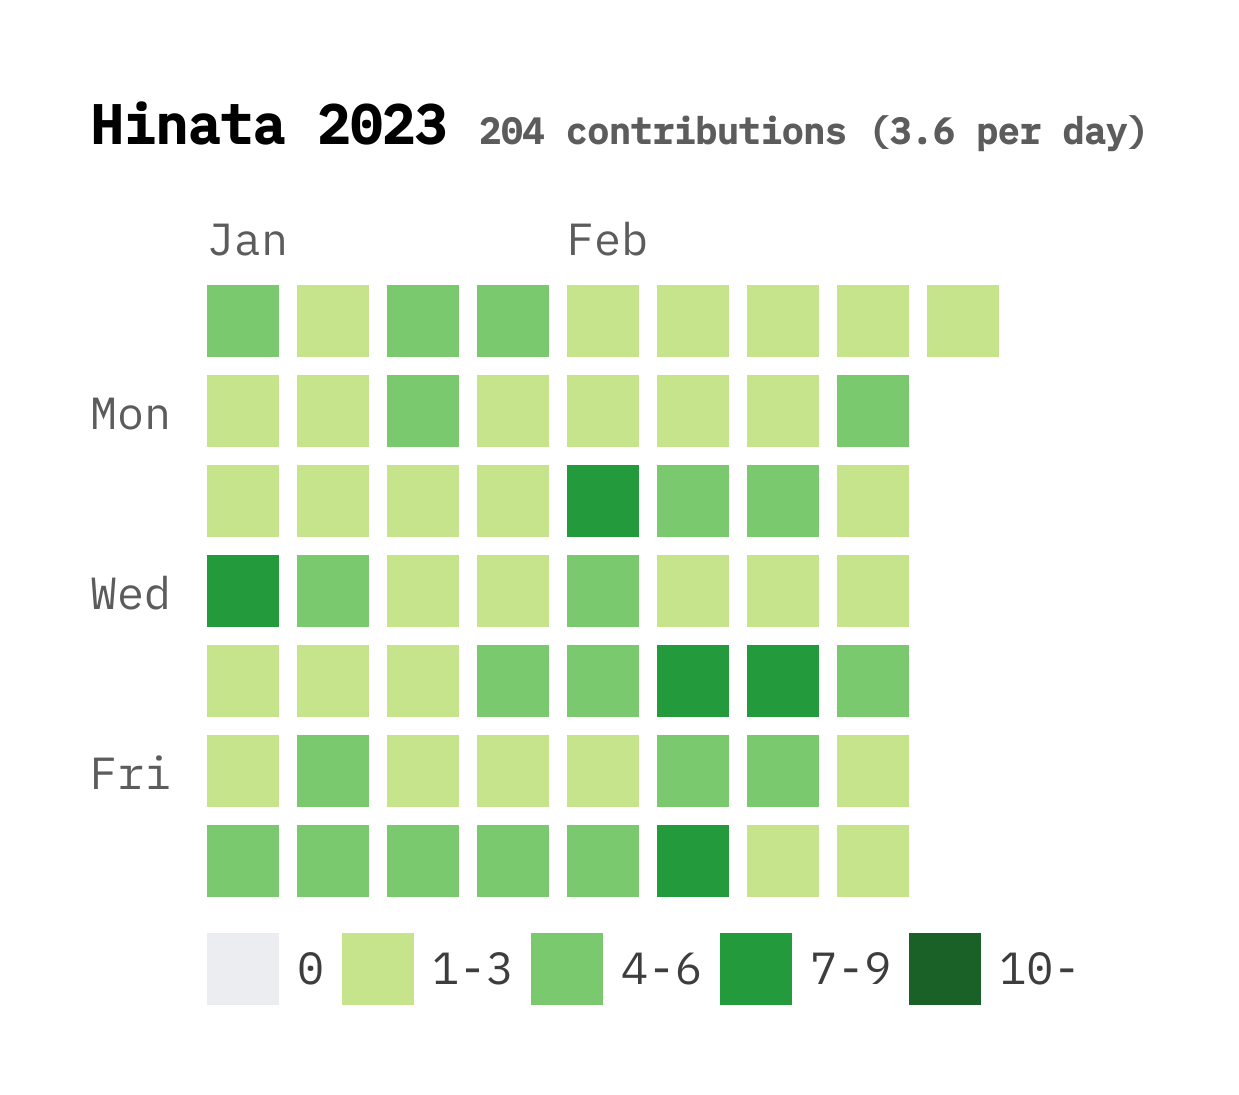 Hinata 2023 204 contributions (3.6 per day)
Jan Feb
Mon
Wed
Fri
0 1-3 4-6 7-9 10-